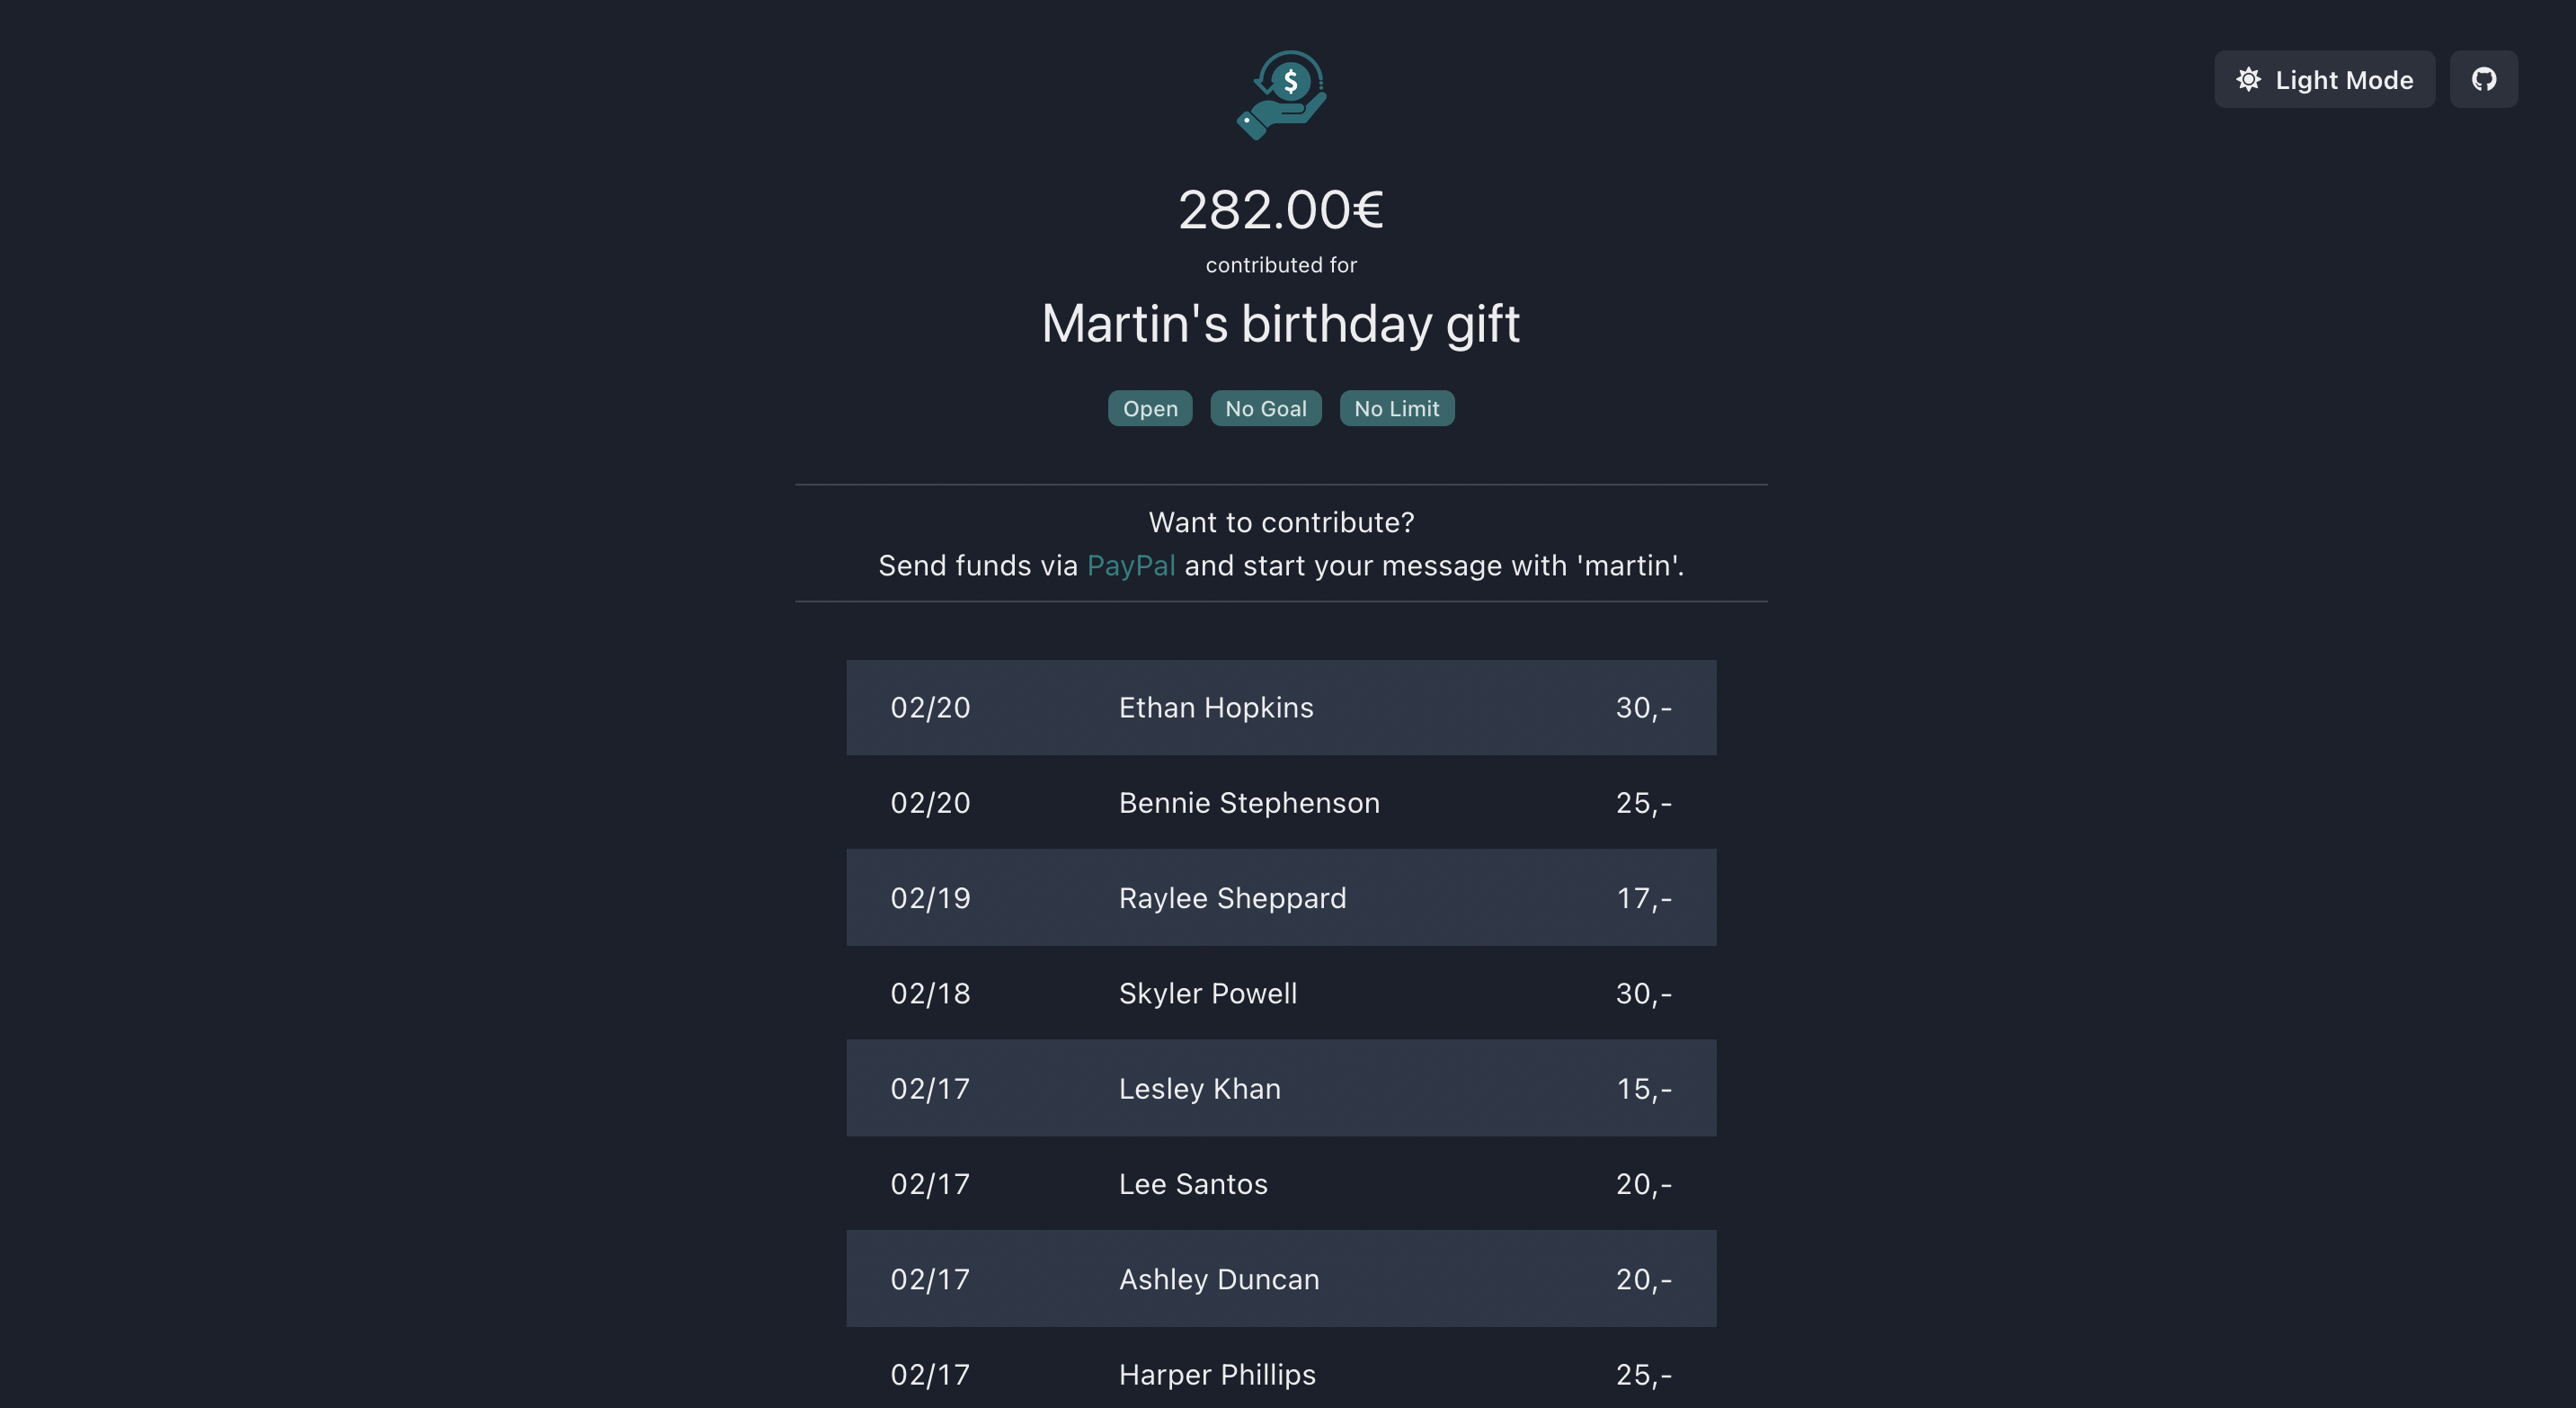 Light Mode
$
282.00€
contributed for
Martin's birthday gift
Open No Goal No Limit
Want to contribute?
Send funds via PayPal and start your message with 'martin'.
02/20 Ethan Hopkins 30,-
02/20 Bennie Stephenson 25,-
02/19 Raylee Sheppard 17,-
02/18 Skyler Powell 30,-
02/17 Lesley Khan 15,-
02/17 Lee Santos 20,-
02/17 Ashley Duncan 20,-
02/17 Harper Phillips 25,-